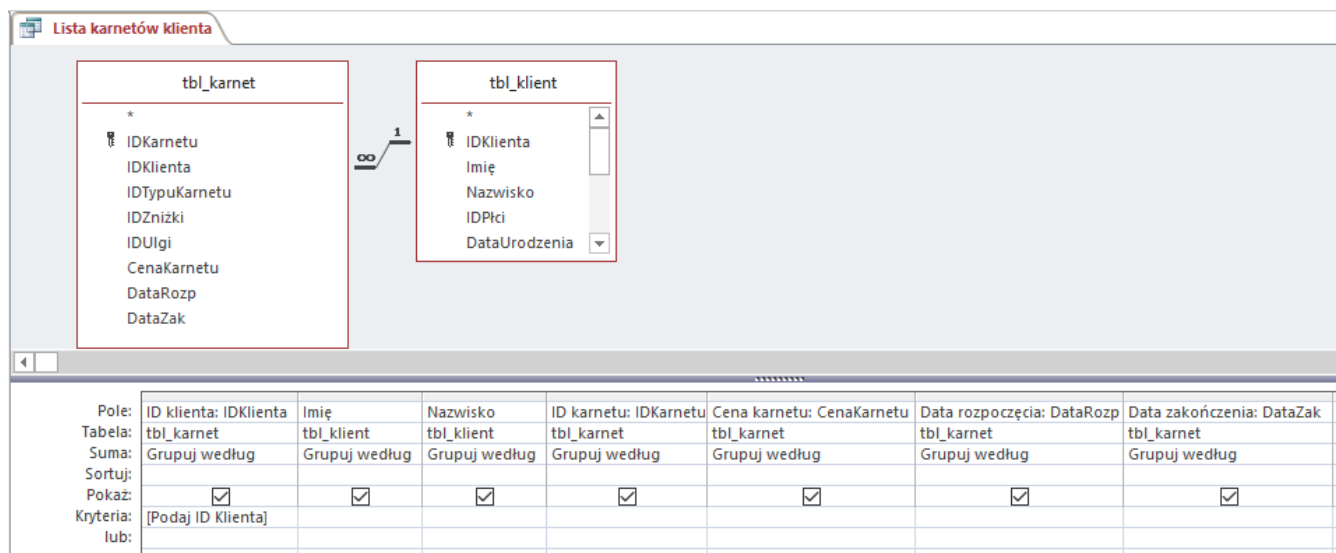 Lista karnetów klienta
tbl_karnet
*
IDKarnetu
IDKlienta
IDTypuKarnetu
IDZniżki
IDUlgi
CenaKarnetu
DataRozp
DataZak
∞ 1
tbl_klient
*
IDKlienta
Imię
Nazwisko
IDPłci
DataUrodzenia
Pole: ID klienta: IDKlienta Imię Nazwisko ID karnetu: IDKarnetu Cena karnetu: CenaKarnetu Data rozpoczęcia: DataRozp Data zakończenia: DataZak
Tabela: tbl_karnet tbl_klient tbl_klient tbl_karnet tbl_karnet tbl_karnet tbl_karnet
Suma: Grupuj według Grupuj według Grupuj według Grupuj według Grupuj według Grupuj według Grupuj według
Sortuj:
Pokaż:
Kryteria: [Podaj ID Klienta]
lub: